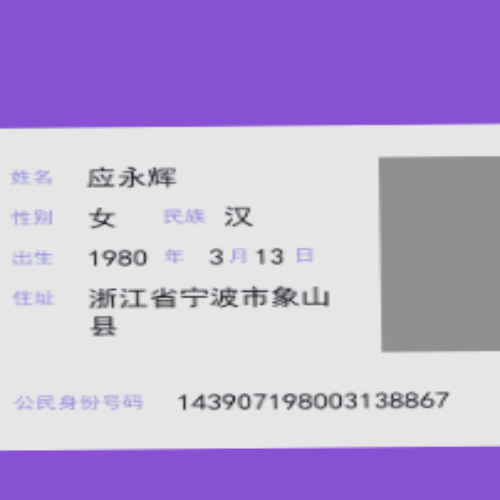 姓名 应永辉
性别 女 民族 汉
出生 1980 年 3 月 13 日
住址 浙江省宁波市象山
县
公民身份号码 143907198003138867